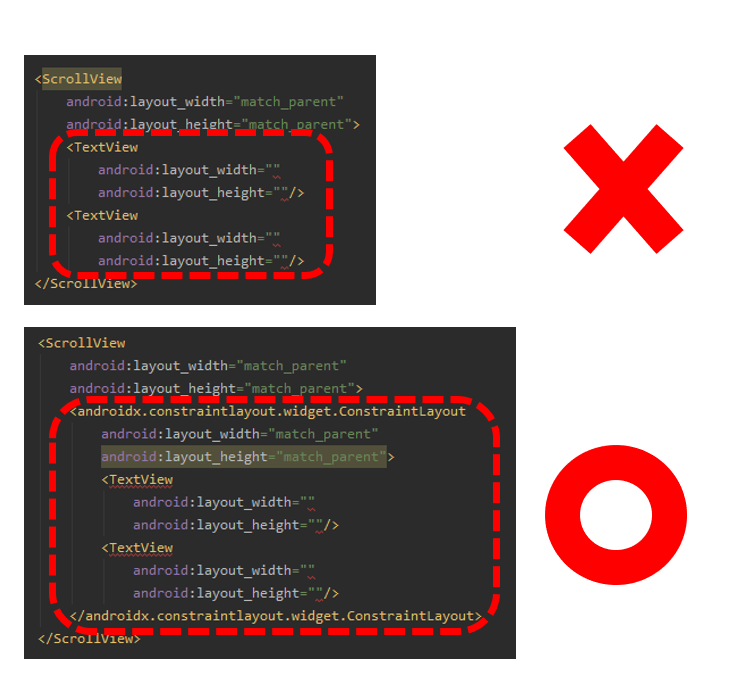 <ScrollView
android:layout_width="match_parent"
android:layout_height="match_parent">
<TextView
android:layout_width=""
android:layout_height=""/>
<TextView
android:layout_width=""
android:layout_height=""/>
</ScrollView>
<ScrollView
android:layout_width="match_parent"
android:layout_height="match_parent">
<androidx.constraintlayout.widget.ConstraintLayout
android:layout_width="match_parent"
android:layout_height="match_parent">
<TextView
android:layout_width=""
android:layout_height=""/>
<TextView
android:layout_width=""
android:layout_height=""/>
</androidx.constraintlayout.widget.ConstraintLayout>
</ScrollView>